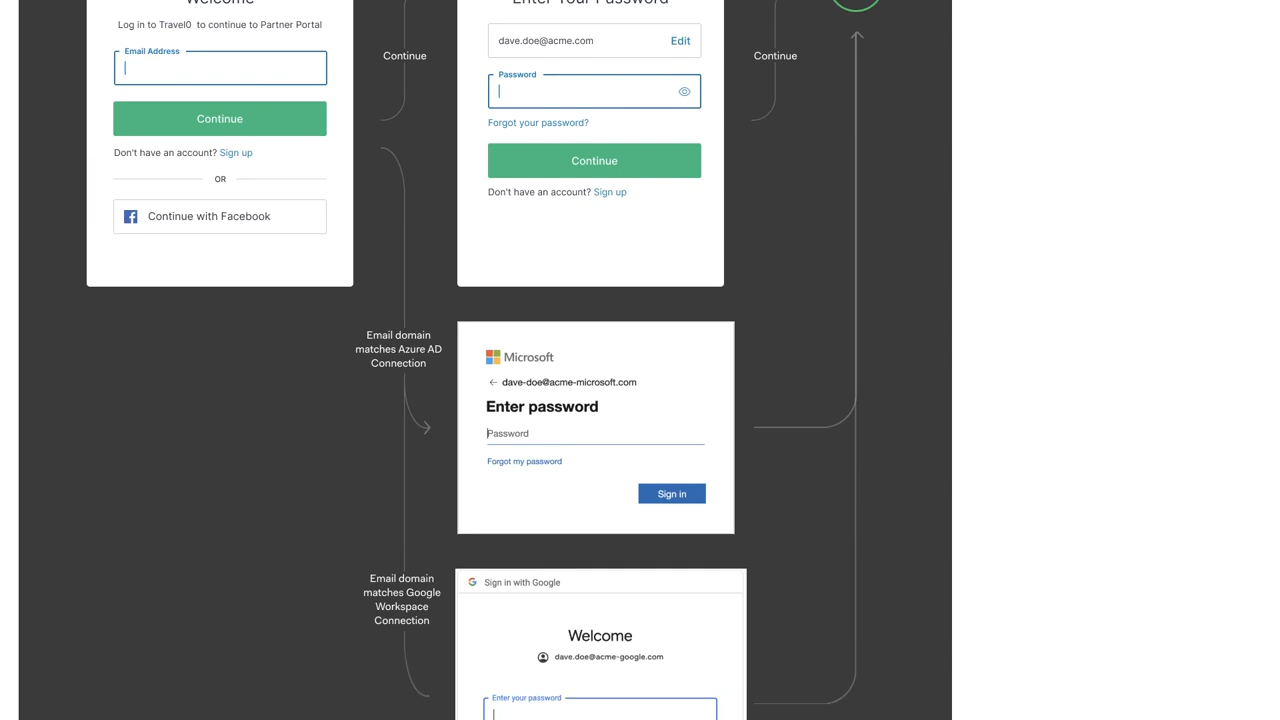 Welcome
Log in to Travel0 to continue to Partner Portal
Email Address
Continue
Don't have an account? Sign up
OR
Continue with Facebook
Continue
Enter Your Password
dave.doe@acme.com Edit
Password
Forgot your password?
Continue
Don't have an account? Sign up
Continue
Email domain
matches Azure AD
Connection
Microsoft
dave-doe@acme-microsoft.com
Enter password
Password
Forgot my password
Sign in
Email domain
matches Google
Workspace
Connection
Sign in with Google
Welcome
dave.doe@acme-google.com
Enter your password